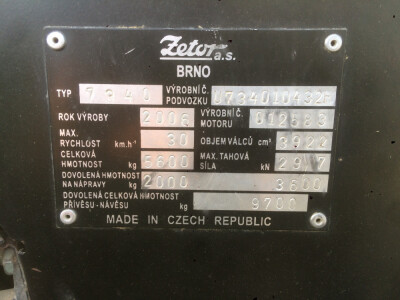 Zetor a.s.
BRNO
TYP 7340 VÝROBNÍ Č. PODVOZKU
ROK VÝROBY 2005 VÝROBNÍ Č. MOTORU
MAX. RYCHLOST km.h⁻¹ 30 OBJEM VÁLCŮ cm³ 3922
CELKOVÁ HMOTNOST kg 5600 MAX. TAHOVÁ SÍLA kN
DOVOLENÁ HMOTNOST NA NÁPRAVY kg 2000 3600
DOVOLENÁ CELKOVÁ HMOTNOST PŘÍVĚSU - NÁVĚSU kg 9700
MADE IN CZECH REPUBLIC